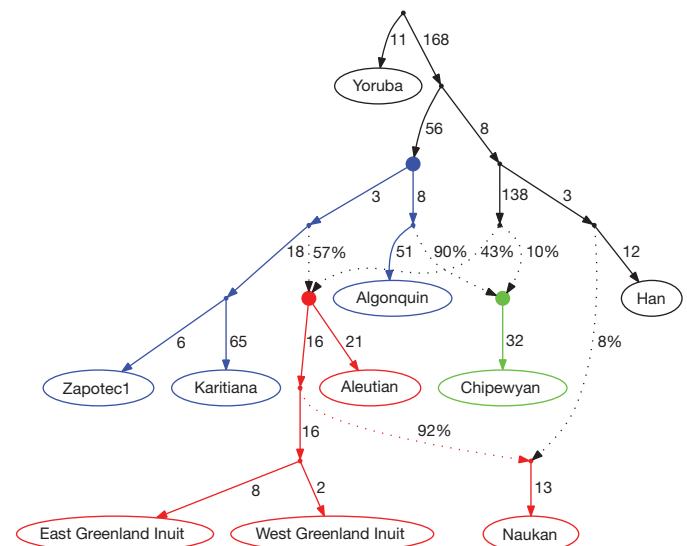 11 168
Yoruba
56 8
3 8 138 3
18 57% 51 90% 43% 10% 12
Algonquin Han
6 65 16 21 32 8%
Zapotec1 Karitiana Aleutian Chipewyan
16 92%
8 2 13
East Greenland Inuit West Greenland Inuit Naukan